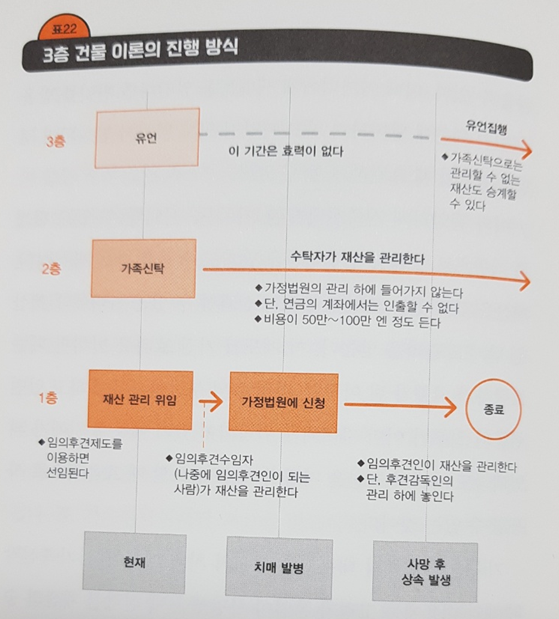 표22
3층 건물 이론의 진행 방식
3층
유언
이 기간은 효력이 없다
유언집행
◆가족신탁으로는
관리할 수 없는
재산도 승계할
수 있다
2층
가족신탁
수탁자가 재산을 관리한다
◆가정법원의 관리 하에 들어가지 않는다
◆단, 연금의 계좌에서는 인출할 수 없다
◆비용이 50만~100만 엔 정도 든다
1층
재산 관리 위임
가정법원에 신청
종료
◆임의후견제도를
이용하면
선임된다
◆임의후견수임자
(나중에 임의후견인이 되는
사람)가 재산을 관리한다
◆임의후견인이 재산을 관리한다
◆단, 후견감독인의
관리 하에 놓인다
현재
치매 발병
사망 후
상속 발생